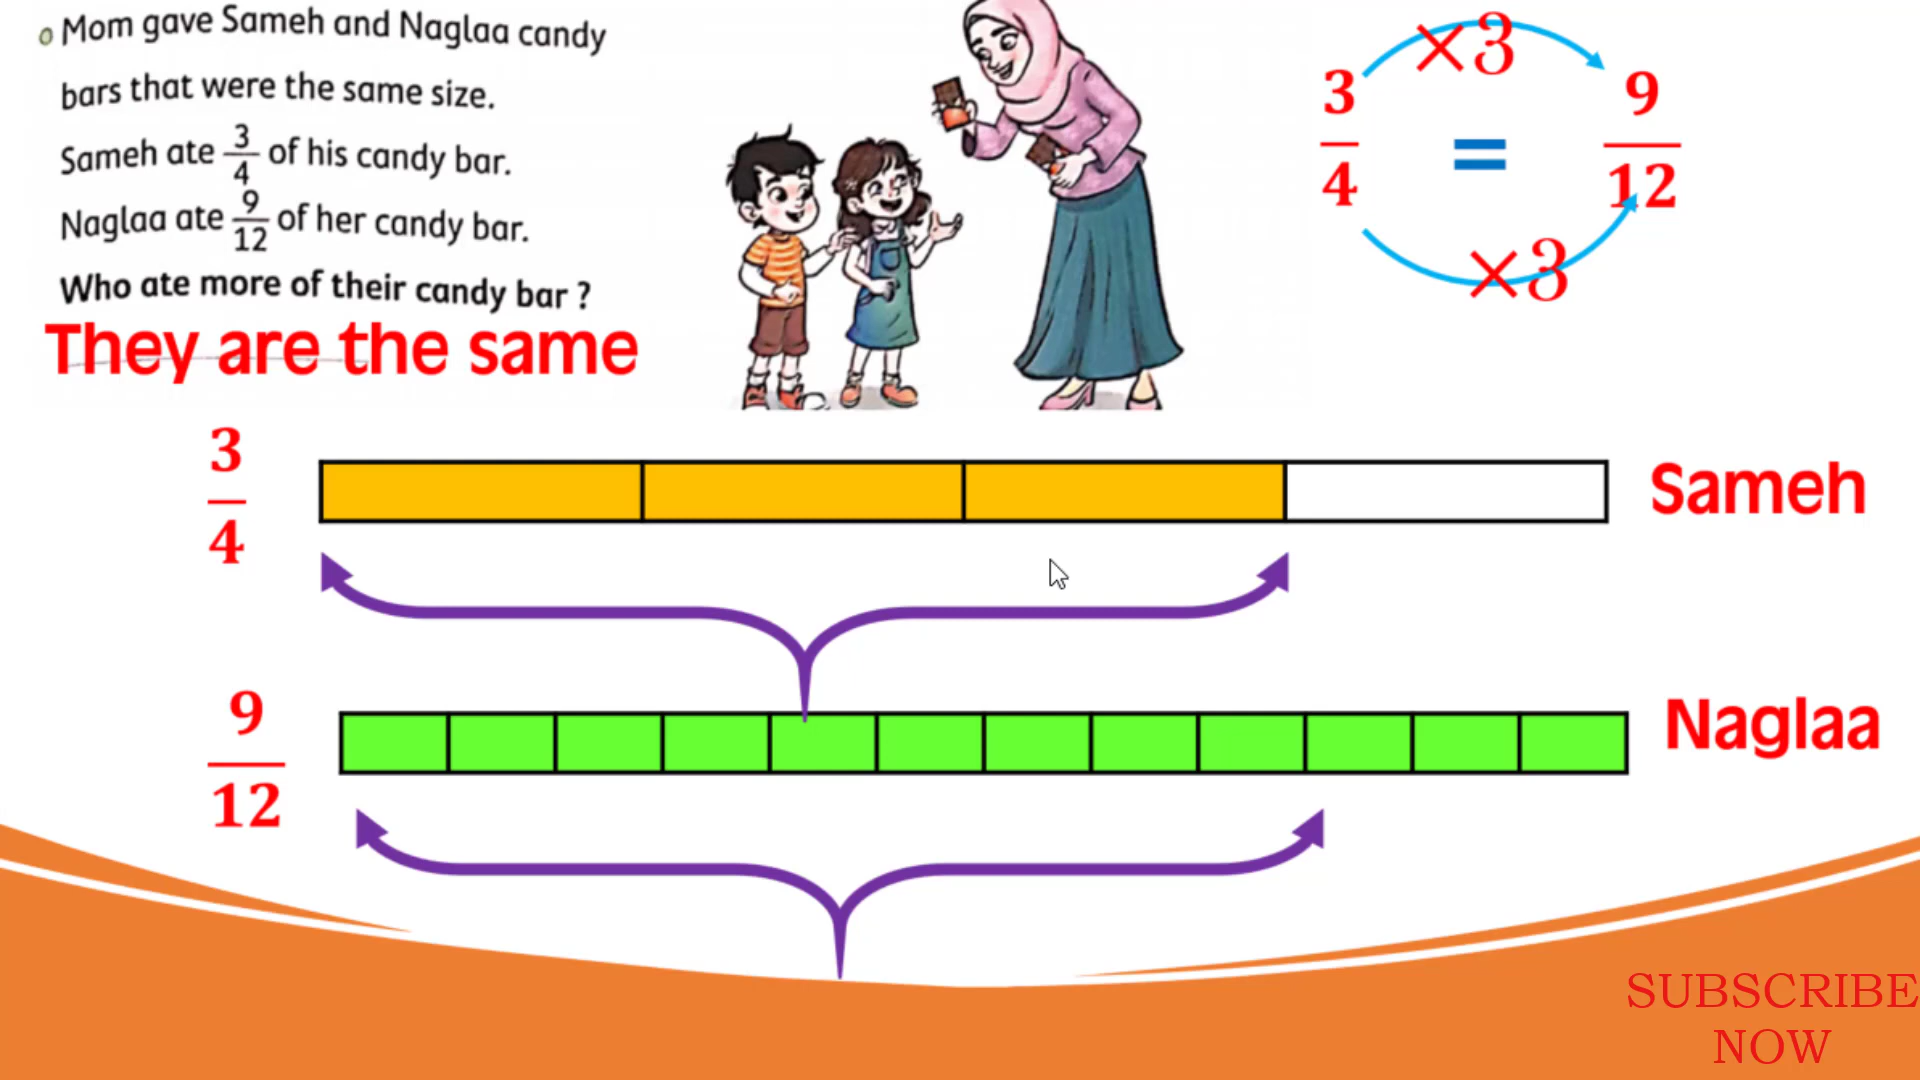 Mom gave Sameh and Naglaa candy
bars that were the same size.
Sameh ate 3/4 of his candy bar.
Naglaa ate 9/12 of her candy bar.
Who ate more of their candy bar ?
They are the same
×3
3/4 = 9/12
×3
3/4
Sameh
9/12
Naglaa
SUBSCRIBE
NOW